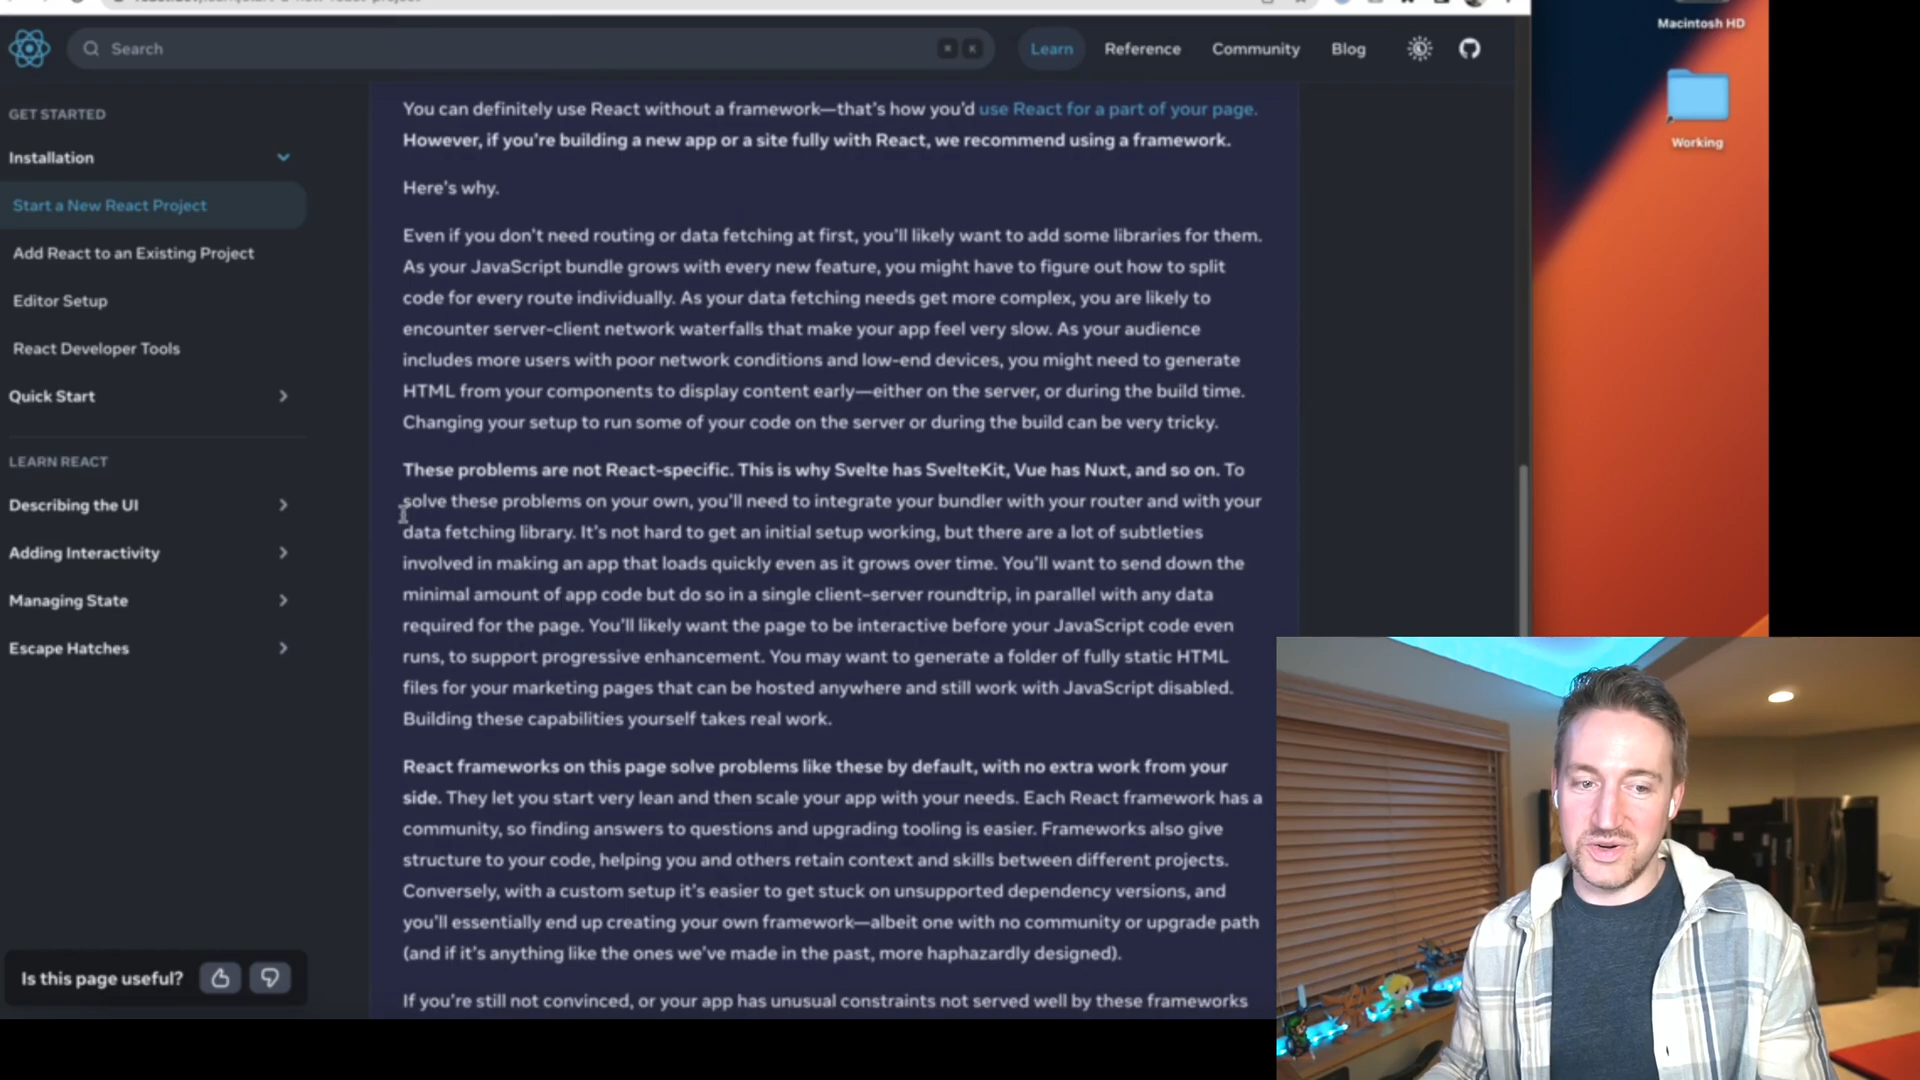 Search
Learn
Reference
Community
Blog
Macintosh HD
Working
GET STARTED
Installation
Start a New React Project
Add React to an Existing Project
Editor Setup
React Developer Tools
Quick Start
LEARN REACT
Describing the UI
Adding Interactivity
Managing State
Escape Hatches
Is this page useful?
You can definitely use React without a framework—that's how you'd use React for a part of your page.
However, if you're building a new app or a site fully with React, we recommend using a framework.
Here's why.
Even if you don't need routing or data fetching at first, you'll likely want to add some libraries for them.
As your JavaScript bundle grows with every new feature, you might have to figure out how to split
code for every route individually. As your data fetching needs get more complex, you are likely to
encounter server-client network waterfalls that make your app feel very slow. As your audience
includes more users with poor network conditions and low-end devices, you might need to generate
HTML from your components to display content early—either on the server, or during the build time.
Changing your setup to run some of your code on the server or during the build can be very tricky.
These problems are not React-specific. This is why Svelte has SvelteKit, Vue has Nuxt, and so on. To
solve these problems on your own, you'll need to integrate your bundler with your router and with your
data fetching library. It's not hard to get an initial setup working, but there are a lot of subtleties
involved in making an app that loads quickly even as it grows over time. You'll want to send down the
minimal amount of app code but do so in a single client–server roundtrip, in parallel with any data
required for the page. You'll likely want the page to be interactive before your JavaScript code even
runs, to support progressive enhancement. You may want to generate a folder of fully static HTML
files for your marketing pages that can be hosted anywhere and still work with JavaScript disabled.
Building these capabilities yourself takes real work.
React frameworks on this page solve problems like these by default, with no extra work from your
side. They let you start very lean and then scale your app with your needs. Each React framework has a
community, so finding answers to questions and upgrading tooling is easier. Frameworks also give
structure to your code, helping you and others retain context and skills between different projects.
Conversely, with a custom setup it's easier to get stuck on unsupported dependency versions, and
you'll essentially end up creating your own framework—albeit one with no community or upgrade path
(and if it's anything like the ones we've made in the past, more haphazardly designed).
If you're still not convinced, or your app has unusual constraints not served well by these frameworks